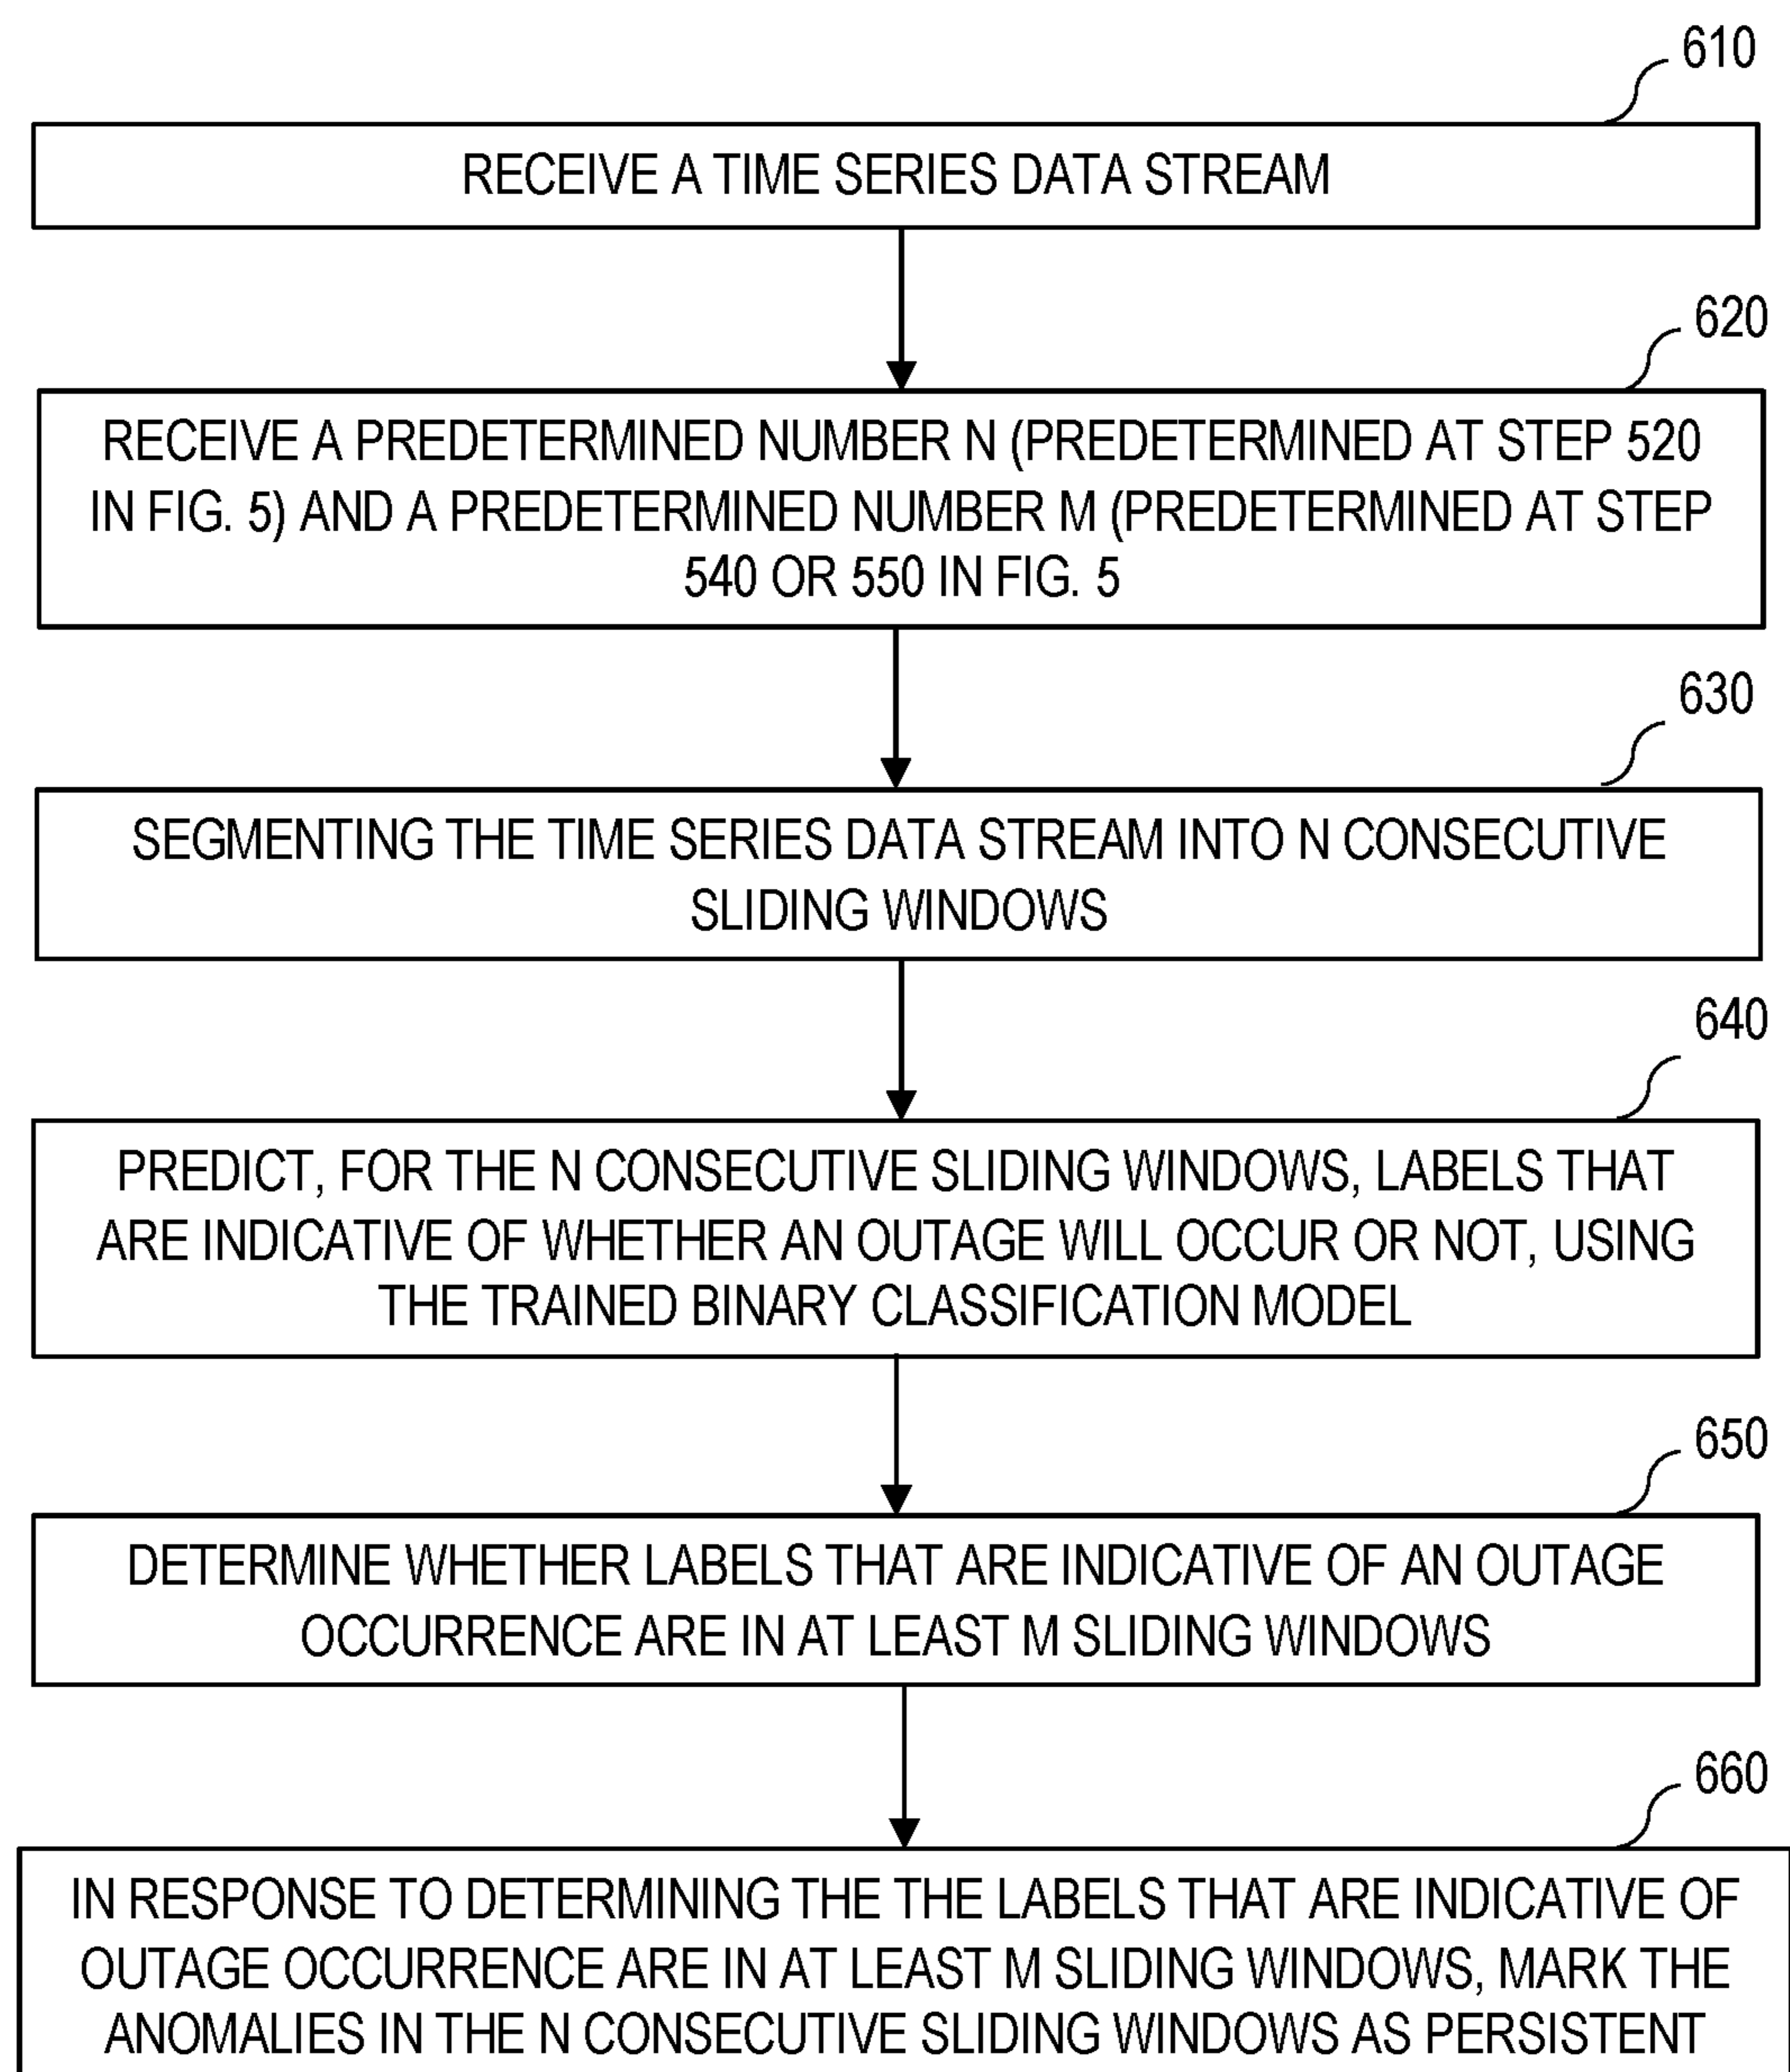 610
RECEIVE A TIME SERIES DATA STREAM
620
RECEIVE A PREDETERMINED NUMBER N (PREDETERMINED AT STEP 520
IN FIG. 5) AND A PREDETERMINED NUMBER M (PREDETERMINED AT STEP
540 OR 550 IN FIG. 5
630
SEGMENTING THE TIME SERIES DATA STREAM INTO N CONSECUTIVE
SLIDING WINDOWS
640
PREDICT, FOR THE N CONSECUTIVE SLIDING WINDOWS, LABELS THAT
ARE INDICATIVE OF WHETHER AN OUTAGE WILL OCCUR OR NOT, USING
THE TRAINED BINARY CLASSIFICATION MODEL
650
DETERMINE WHETHER LABELS THAT ARE INDICATIVE OF AN OUTAGE
OCCURRENCE ARE IN AT LEAST M SLIDING WINDOWS
660
IN RESPONSE TO DETERMINING THE THE LABELS THAT ARE INDICATIVE OF
OUTAGE OCCURRENCE ARE IN AT LEAST M SLIDING WINDOWS, MARK THE
ANOMALIES IN THE N CONSECUTIVE SLIDING WINDOWS AS PERSISTENT